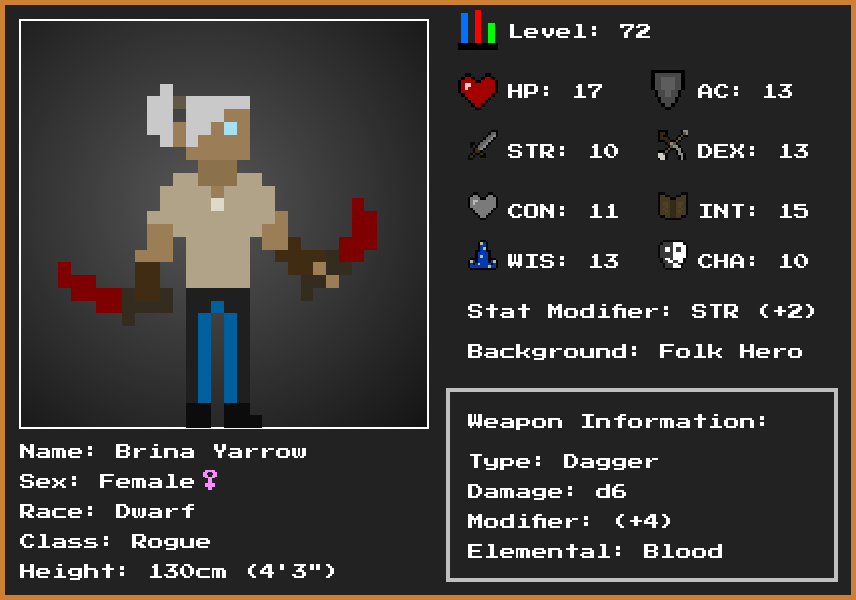 Level: 72
HP: 17 AC: 13
STR: 10 DEX: 13
CON: 11 INT: 15
WIS: 13 CHA: 10
Stat Modifier: STR (+2)
Background: Folk Hero
Name: Brina Yarrow
Sex: Female♀
Race: Dwarf
Class: Rogue
Height: 130cm (4'3")
Weapon Information:
Type: Dagger
Damage: d6
Modifier: (+4)
Elemental: Blood